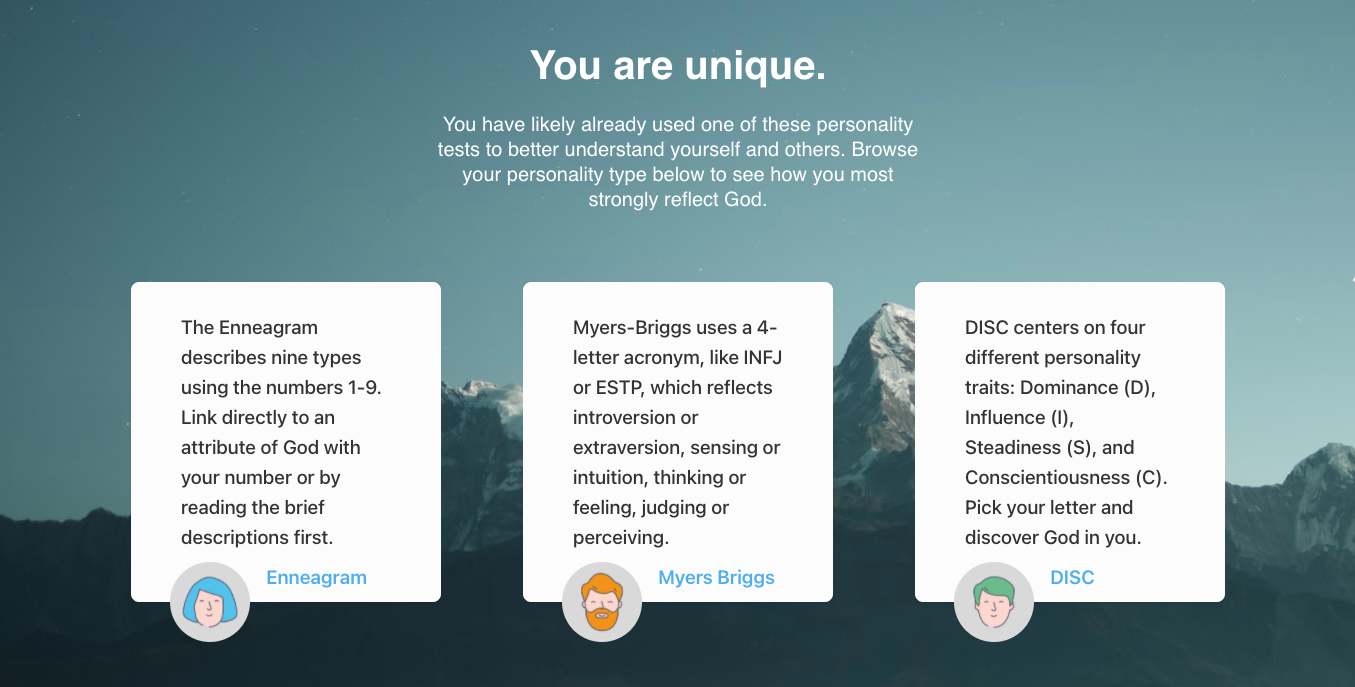 You are unique.
You have likely already used one of these personality
tests to better understand yourself and others. Browse
your personality type below to see how you most
strongly reflect God.
The Enneagram
describes nine types
using the numbers 1-9.
Link directly to an
attribute of God with
your number or by
reading the brief
descriptions first.
Enneagram
Myers-Briggs uses a 4-
letter acronym, like INFJ
or ESTP, which reflects
introversion or
extraversion, sensing or
intuition, thinking or
feeling, judging or
perceiving.
Myers Briggs
DISC centers on four
different personality
traits: Dominance (D),
Influence (I),
Steadiness (S), and
Conscientiousness (C).
Pick your letter and
discover God in you.
DISC